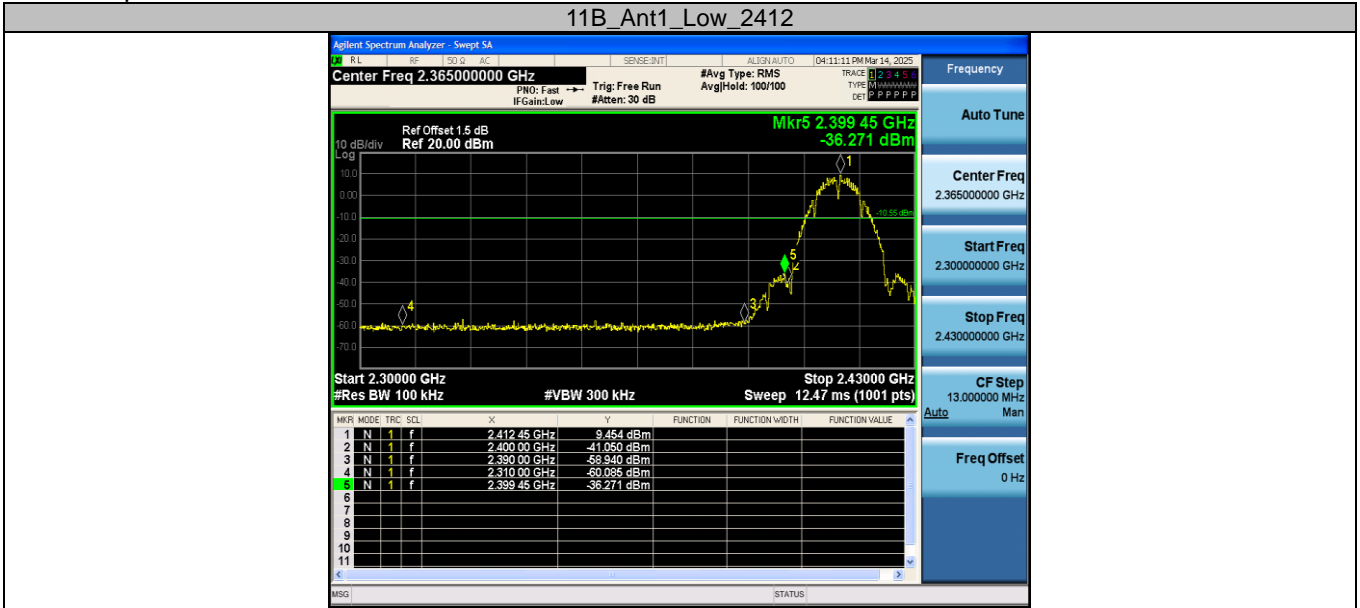 11B_Ant1_Low_2412
Agilent Spectrum Analyzer - Swept SA
RL RF 50 Ω AC SENSE:INT ALIGN AUTO 04:11:11 PM Mar 14, 2025
Center Freq 2.365000000 GHz #Avg Type: RMS TRACE 1 2 3 4 5 6
PNO: Fast Trig: Free Run Avg|Hold: 100/100 TYPE M
IFGain:Low #Atten: 30 dB DET P P P P P P
Mkr5 2.399 45 GHz
-36.271 dBm
Ref Offset 1.5 dB
10 dB/div Ref 20.00 dBm
Log
10.0
0.00
-10.0
-20.0
-30.0
-40.0
-50.0
-60.0
-70.0
1
-10.55 dBm
5
2
3
4
Start 2.30000 GHz Stop 2.43000 GHz
#Res BW 100 kHz #VBW 300 kHz Sweep 12.47 ms (1001 pts)
MKR MODE TRC SCL X Y FUNCTION FUNCTION WIDTH FUNCTION VALUE
1 N 1 f 2.412 45 GHz 9.454 dBm
2 N 1 f 2.400 00 GHz -41.050 dBm
3 N 1 f 2.390 00 GHz -58.940 dBm
4 N 1 f 2.310 00 GHz -60.085 dBm
5 N 1 f 2.399 45 GHz -36.271 dBm
6
7
8
9
10
11
MSG STATUS
Frequency
Auto Tune
Center Freq
2.365000000 GHz
Start Freq
2.300000000 GHz
Stop Freq
2.430000000 GHz
CF Step
13.000000 MHz
Auto Man
Freq Offset
0 Hz